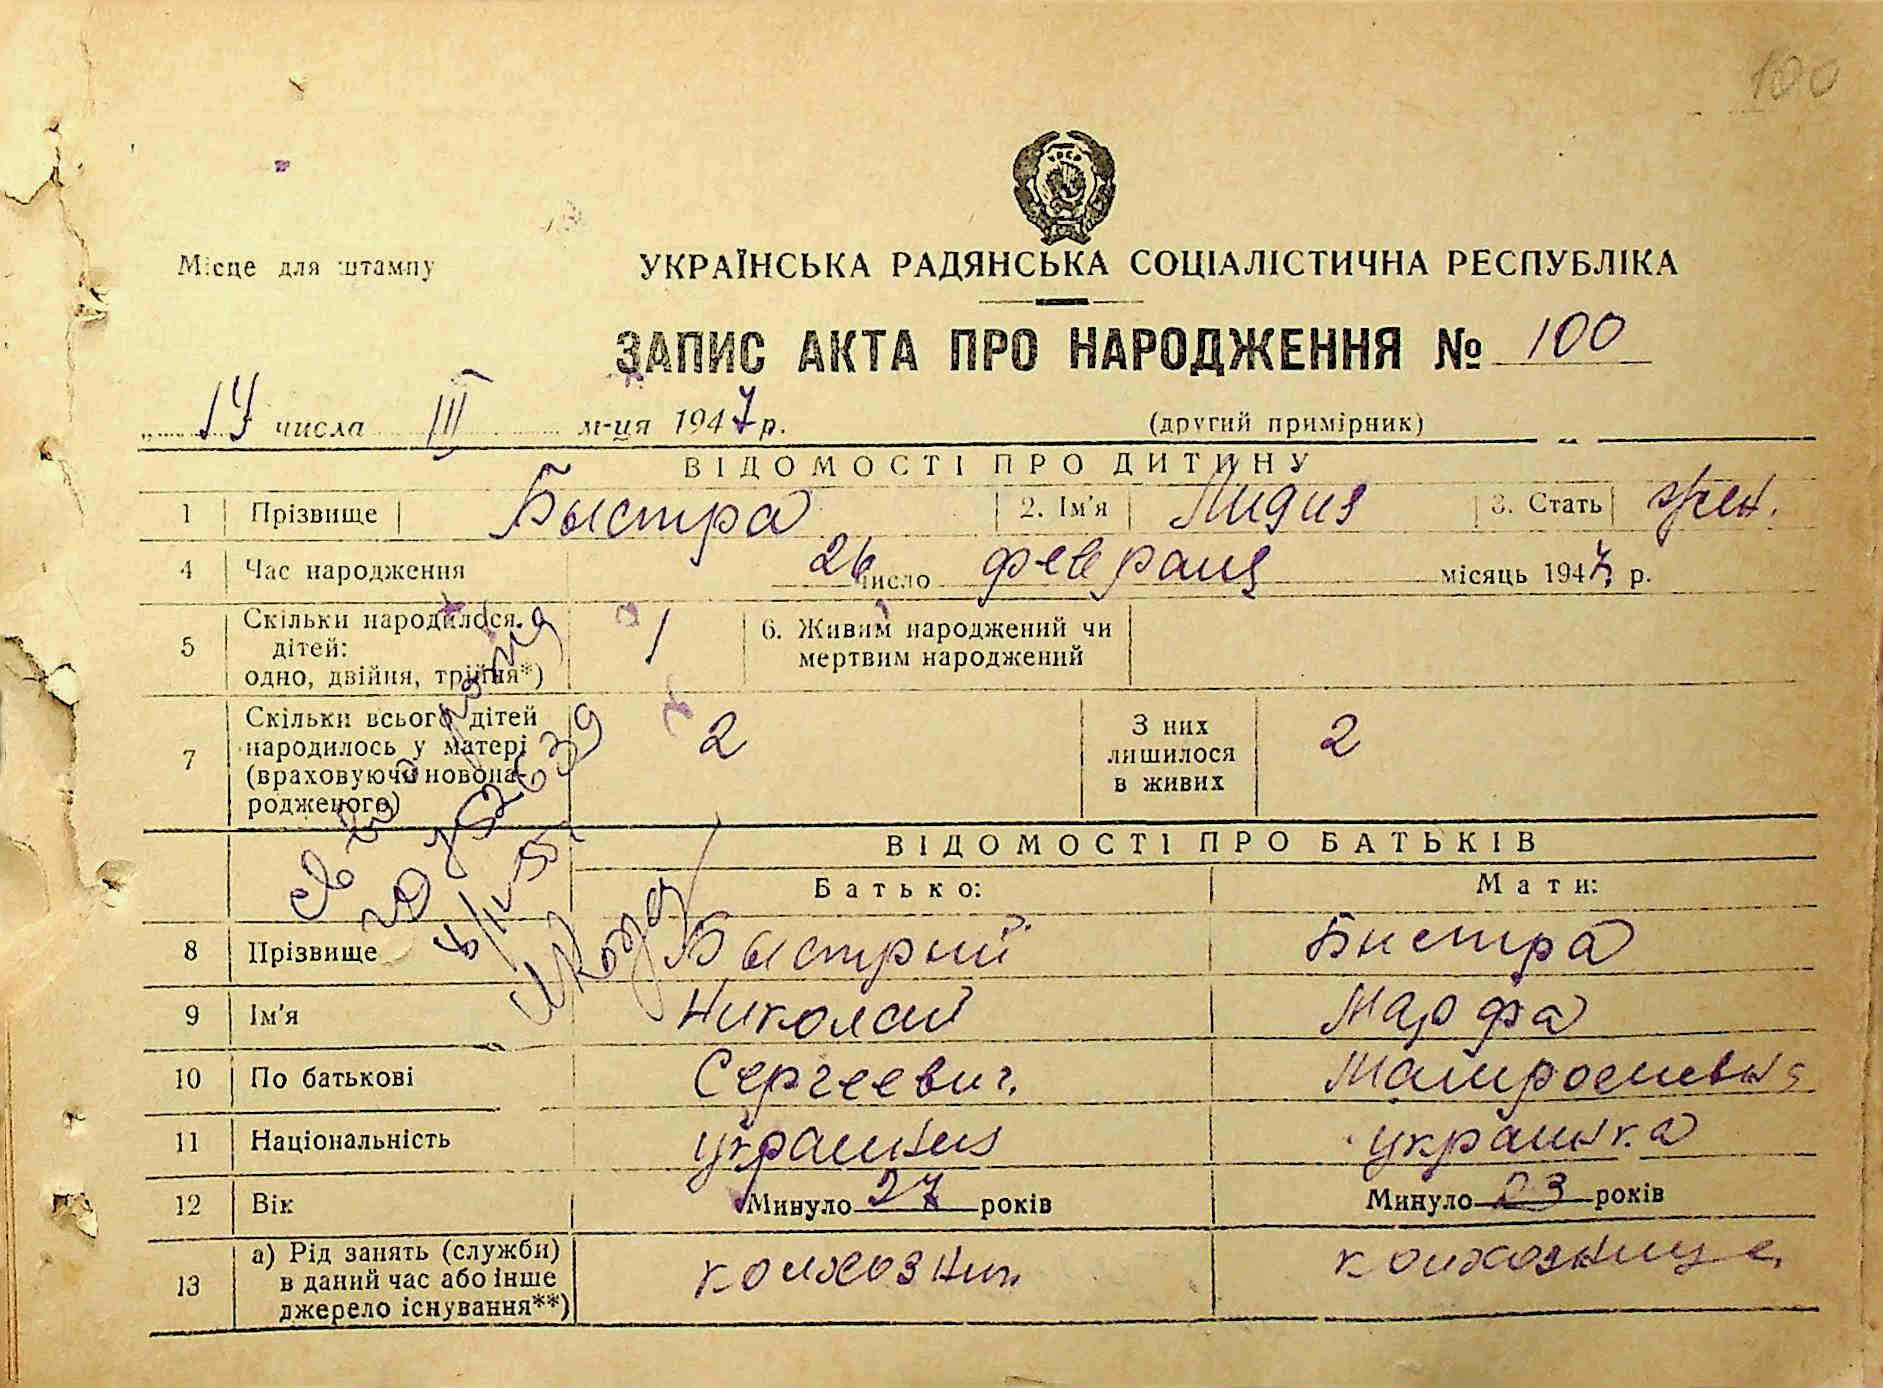 100
Місце для штампу
УКРАЇНСЬКА РАДЯНСЬКА СОЦІАЛІСТИЧНА РЕСПУБЛІКА
ЗАПИС АКТА ПРО НАРОДЖЕННЯ № 100
„ 17 числа III м-ця 1947 р. (другий примірник)
ВІДОМОСТІ ПРО ДИТИНУ
1 Прізвище Быстра 2. Ім'я Лидия 3. Стать жен.
4 Час народження 26 число февраля місяць 1947 р.
5 Скільки народилося дітей: одно, двійня, трійня*) 1 6. Живим народжений чи мертвим народжений
7 Скільки всього дітей народилось у матері (враховуючи новонародженого) 2 З них лишилося в живих 2
ВІДОМОСТІ ПРО БАТЬКІВ
Батько: Мати:
8 Прізвище Быстрий Бистра
9 Ім'я Николай Марфа
10 По батькові Сергеевич
11 Національність украинец украинка
12 Вік Минуло 27 років Минуло 23 років
13 а) Рід занять (служби) в даний час або інше джерело існування**) колхозник колхозница